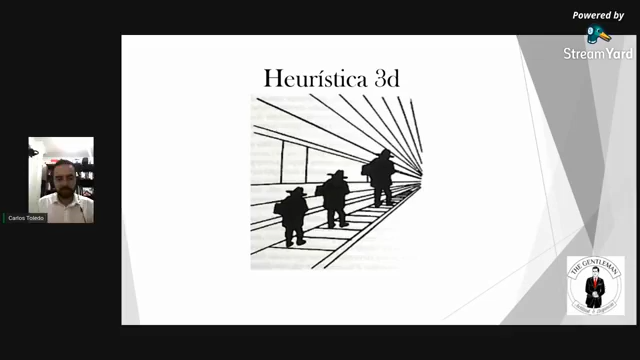 Powered by
StreamYard
Heurística 3d
Carlos Toledo
THE GENTLEMAN